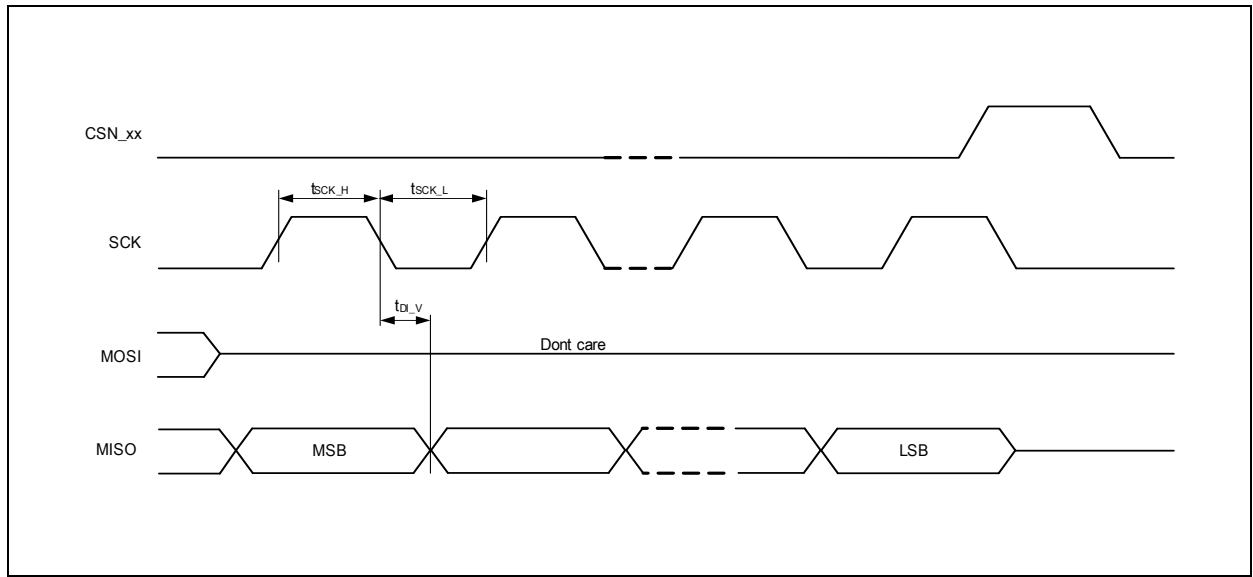 CSN_xx
tSCK_H tSCK_L
SCK
tDI_V
Dont care
MOSI
MISO MSB LSB